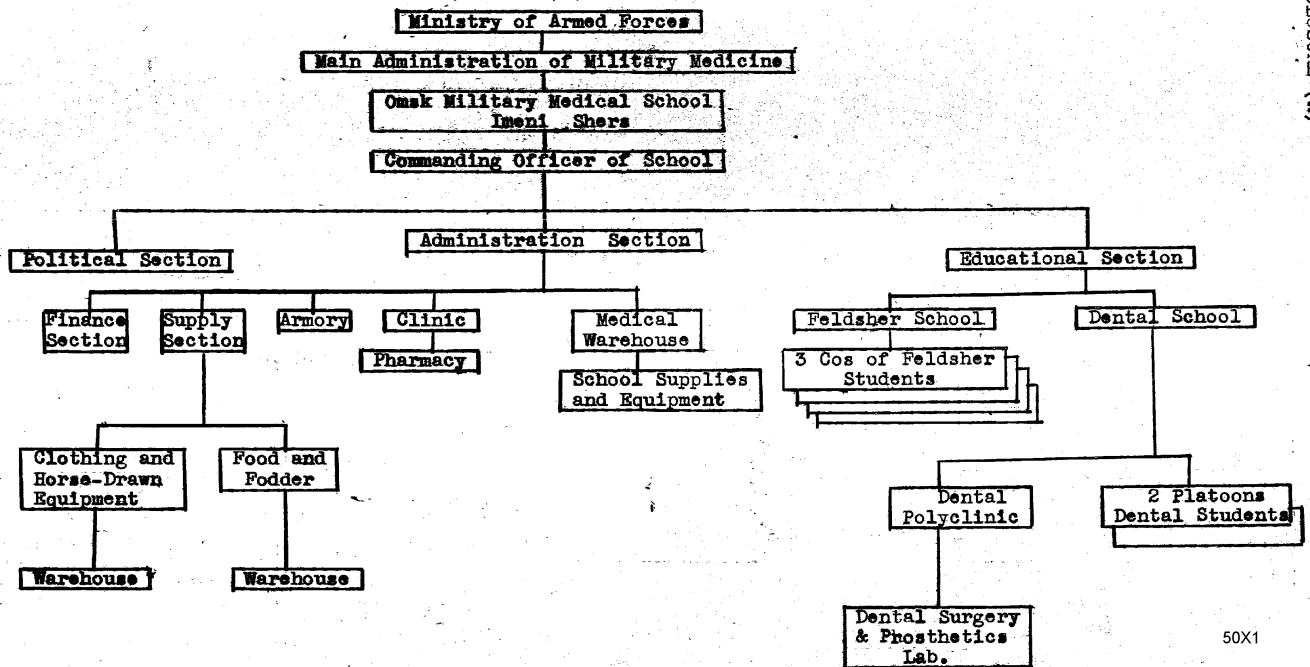 Ministry of Armed Forces
Main Administration of Military Medicine
Omsk Military Medical School
Imeni Shers
Commanding Officer of School
Political Section
Administration Section
Educational Section
Finance
Section
Supply
Section
Armory
Clinic
Pharmacy
Medical
Warehouse
School Supplies
and Equipment
Feldsher School
3 Cos of Feldsher
Students
Dental School
Clothing and
Horse-Drawn
Equipment
Food and
Fodder
Warehouse
Warehouse
Dental
Polyclinic
2 Platoons
Dental Students
Dental Surgery
& Prosthetics
Lab.
50X1